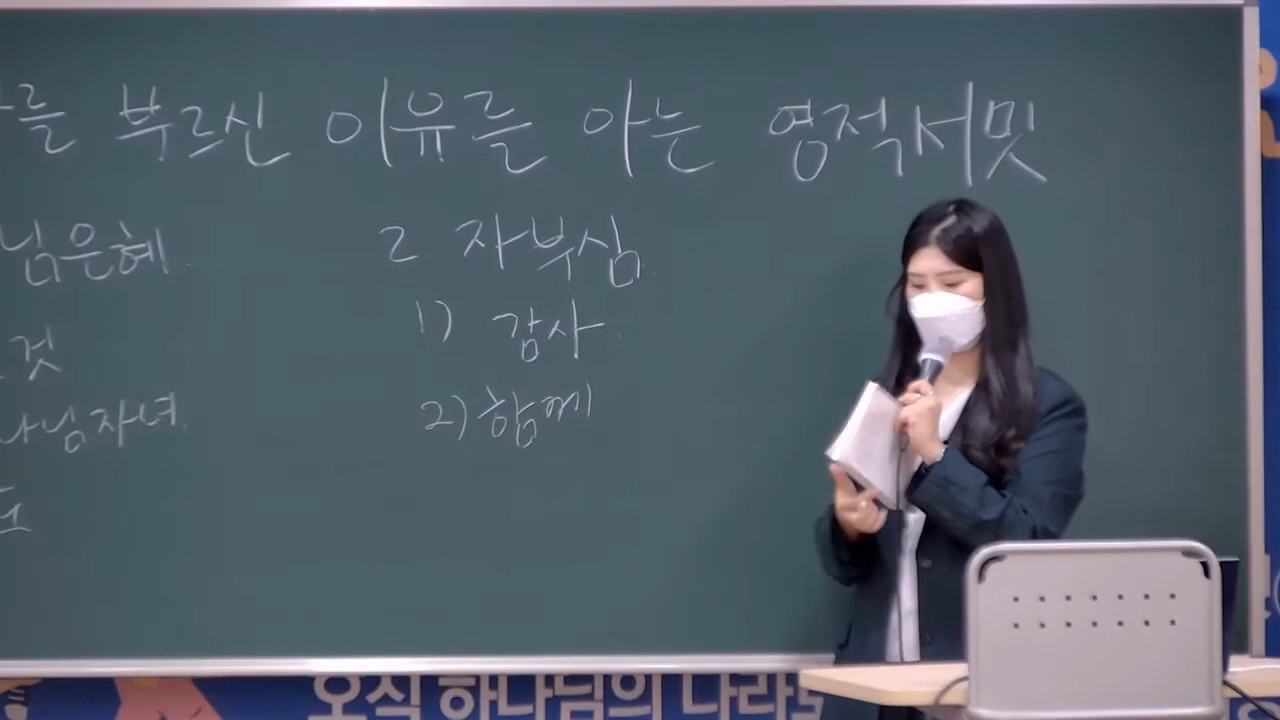 를 부르신 이유를 아는 영적서밋
님은혜.
것
나님자녀.
2 자부심.
1) 감사.
2) 함께
오직 하나님의 나라